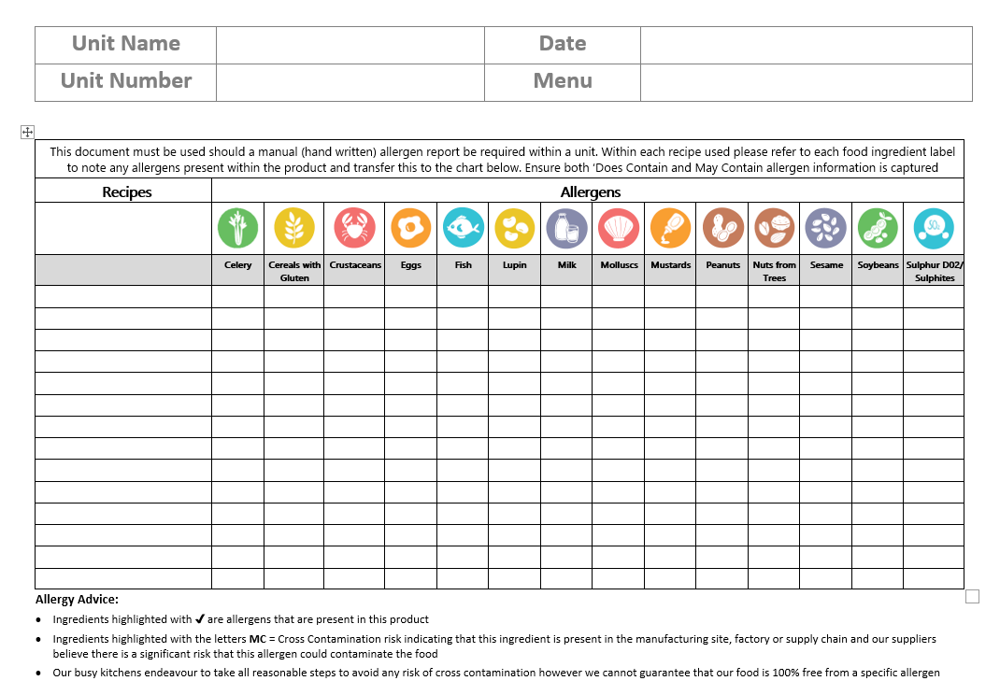 Unit Name
Date
Unit Number
Menu
This document must be used should a manual (hand written) allergen report be required within a unit. Within each recipe used please refer to each food ingredient label
to note any allergens present within the product and transfer this to the chart below. Ensure both ‘Does Contain and May Contain allergen information is captured
Recipes
Allergens
SO₂
Celery
Cereals with
Gluten
Crustaceans
Eggs
Fish
Lupin
Milk
Molluscs
Mustards
Peanuts
Nuts from
Trees
Sesame
Soybeans
Sulphur D02/
Sulphites
Allergy Advice:
• Ingredients highlighted with ✔ are allergens that are present in this product
• Ingredients highlighted with the letters MC = Cross Contamination risk indicating that this ingredient is present in the manufacturing site, factory or supply chain and our suppliers
believe there is a significant risk that this allergen could contaminate the food
• Our busy kitchens endeavour to take all reasonable steps to avoid any risk of cross contamination however we cannot guarantee that our food is 100% free from a specific allergen